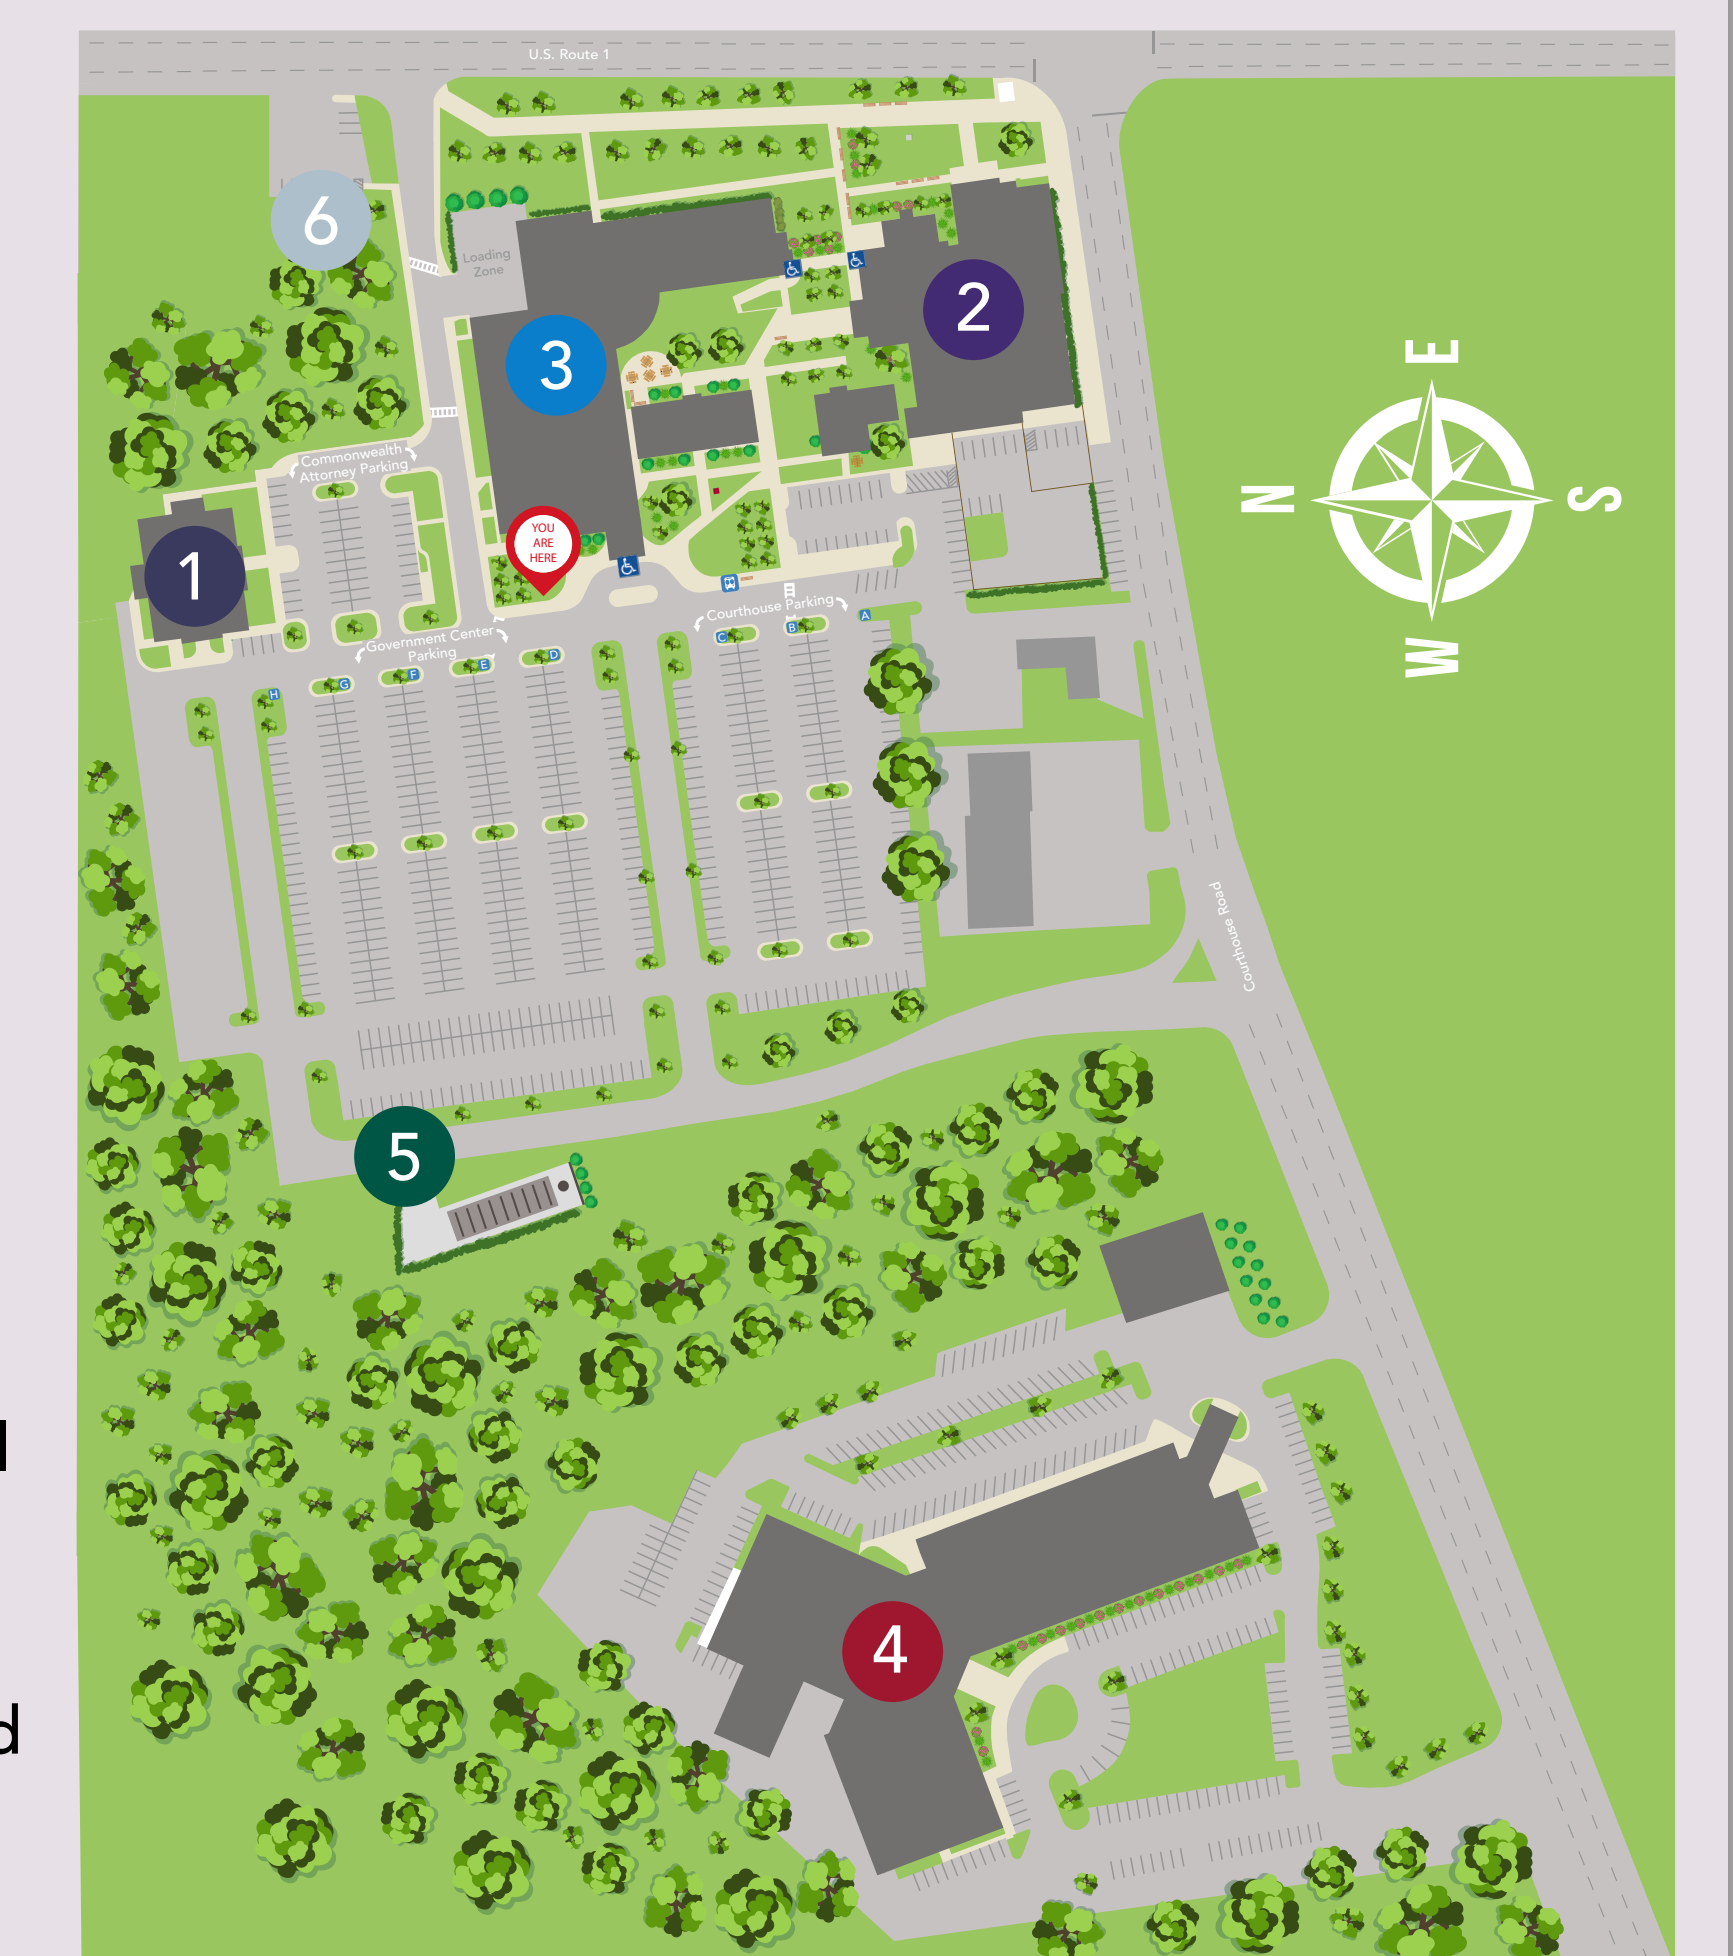 U.S. Route 1
6
Loading
Zone
2
3
E
N
S
W
Commonwealth
Attorney Parking
YOU
ARE
HERE
1
Courthouse Parking
A
B
C
Government Center
Parking
D
E
F
G
H
Courthouse Road
5
4
d